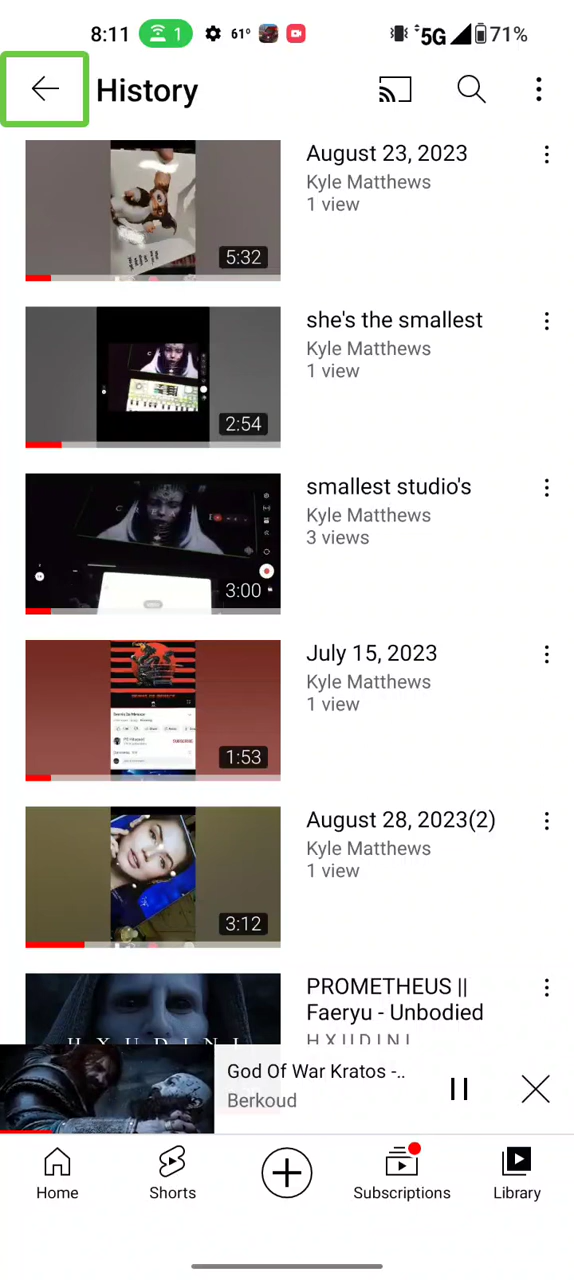 8:11
1
61°
5G
71%
History
August 23, 2023
Kyle Matthews
1 view
5:32
she's the smallest
Kyle Matthews
1 view
2:54
smallest studio's
Kyle Matthews
3 views
3:00
July 15, 2023
Kyle Matthews
1 view
1:53
August 28, 2023(2)
Kyle Matthews
1 view
3:12
PROMETHEUS ||
Faeryu - Unbodied
HXUDINI
HXUDINI
God Of War Kratos -..
Berkoud
Home
Shorts
Subscriptions
Library